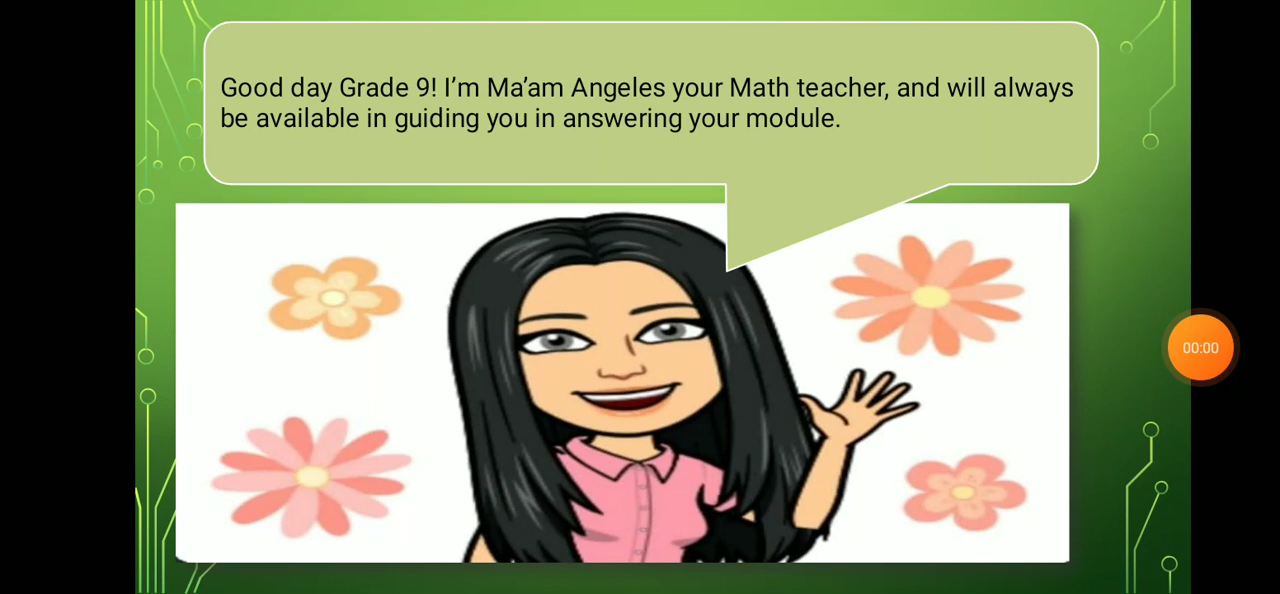 Good day Grade 9! I’m Ma’am Angeles your Math teacher, and will always
be available in guiding you in answering your module.
00:00